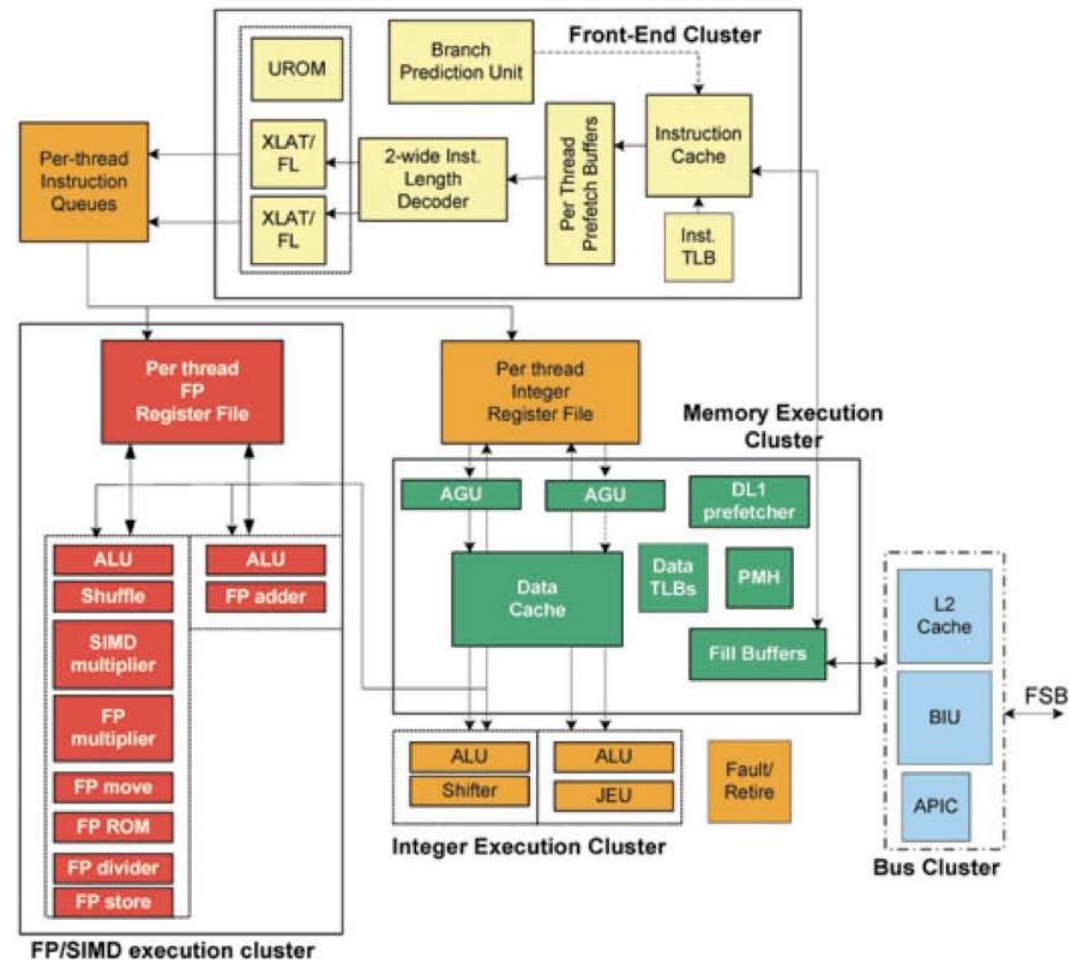 Front-End Cluster
UROM
Branch
Prediction Unit
Instruction
Cache
Per Thread
Prefetch Buffers
2-wide Inst.
Length
Decoder
XLAT/
FL
XLAT/
FL
Inst.
TLB
Per-thread
Instruction
Queues
Per thread
FP
Register File
Per thread
Integer
Register File
Memory Execution
Cluster
AGU
AGU
DL1
prefetcher
Data
Cache
Data
TLBs
PMH
Fill Buffers
ALU
Shuffle
SIMD
multiplier
FP
multiplier
FP move
FP ROM
FP divider
FP store
ALU
FP adder
ALU
Shifter
ALU
JEU
Fault/
Retire
Integer Execution Cluster
L2
Cache
BIU
APIC
FSB
Bus Cluster
FP/SIMD execution cluster